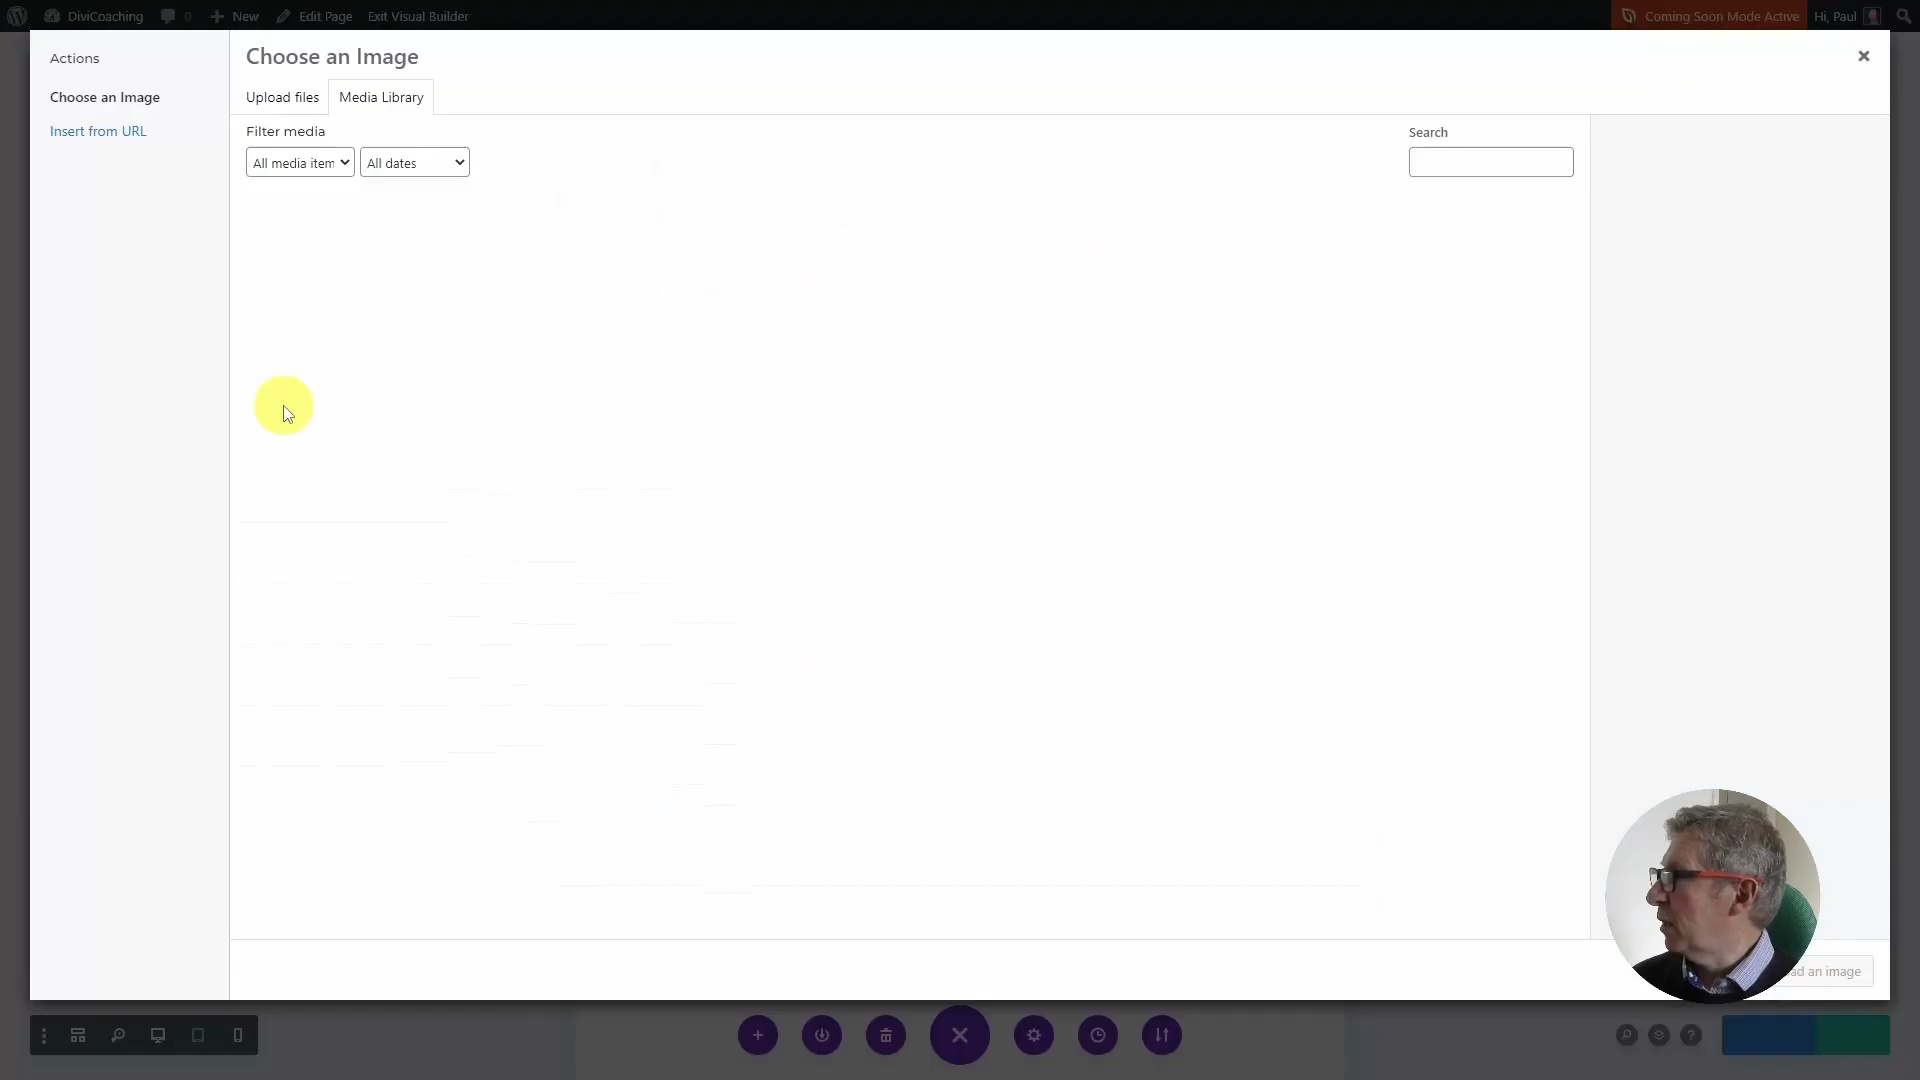 DiviCoaching 0 New Edit Page Exit Visual Builder Coming Soon Mode Active Hi, Paul
Actions
Choose an Image
Choose an Image
Insert from URL
Upload files Media Library
Filter media
Search
All media item All dates
ad an image